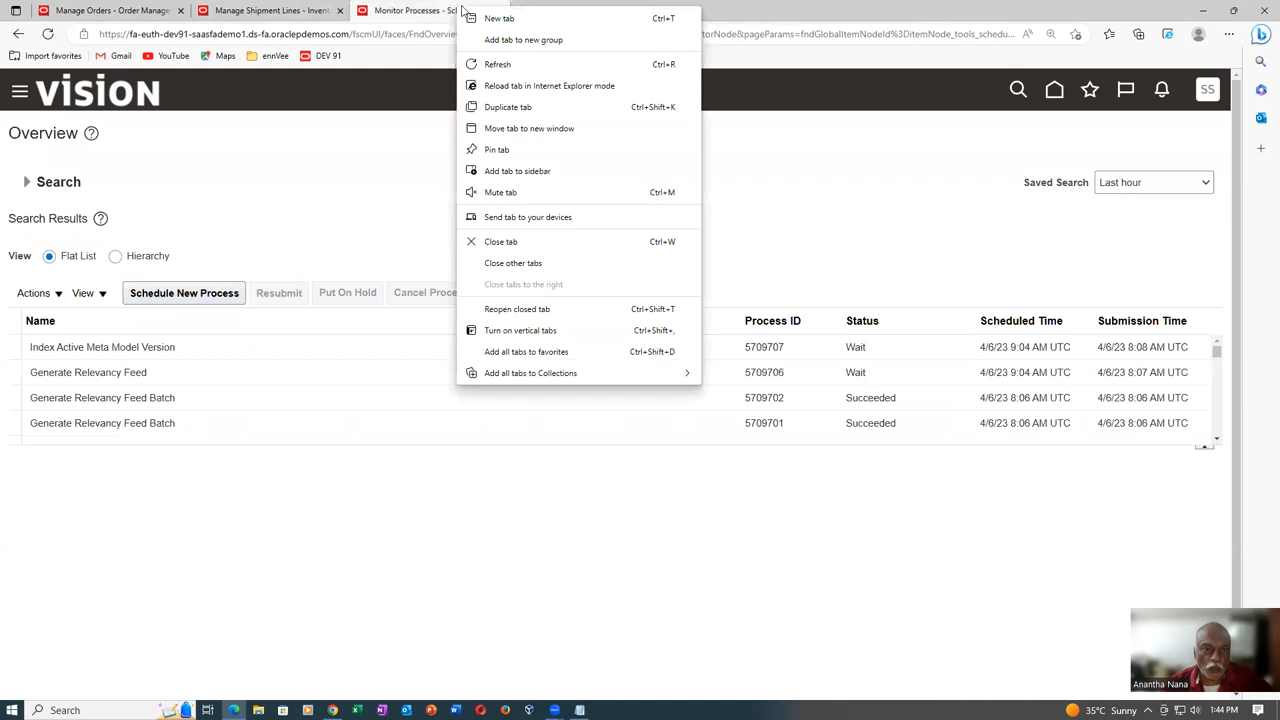 Manage Orders - Order Managem
Manage Shipment Lines - Invent
Monitor Processes - Sc
https://fa-euth-dev91-saasfademo1.ds-fa.oraclepdemos.com/fscmUI/faces/FndOverv
orNode&pageParams=fndGlobalItemNodeId%3DitemNode_tools_schedu...
Import favorites
Gmail
YouTube
Maps
ennVee
DEV 91
New tab Ctrl+T
Add tab to new group
Refresh Ctrl+R
Reload tab in Internet Explorer mode
Duplicate tab Ctrl+Shift+K
Move tab to new window
Pin tab
Add tab to sidebar
Mute tab Ctrl+M
Send tab to your devices
Close tab Ctrl+W
Close other tabs
Close tabs to the right
Reopen closed tab Ctrl+Shift+T
Turn on vertical tabs Ctrl+Shift+,
Add all tabs to favorites Ctrl+Shift+D
Add all tabs to Collections
VISION
SS
Overview
Search
Saved Search Last hour
Search Results
View Flat List Hierarchy
Actions View Schedule New Process Resubmit Put On Hold Cancel Proce
Name Process ID Status Scheduled Time Submission Time
Index Active Meta Model Version 5709707 Wait 4/6/23 9:04 AM UTC 4/6/23 8:08 AM UTC
Generate Relevancy Feed 5709706 Wait 4/6/23 9:04 AM UTC 4/6/23 8:07 AM UTC
Generate Relevancy Feed Batch 5709702 Succeeded 4/6/23 8:06 AM UTC 4/6/23 8:06 AM UTC
Generate Relevancy Feed Batch 5709701 Succeeded 4/6/23 8:06 AM UTC 4/6/23 8:06 AM UTC
Anantha Nana
Search
35°C Sunny
1:44 PM